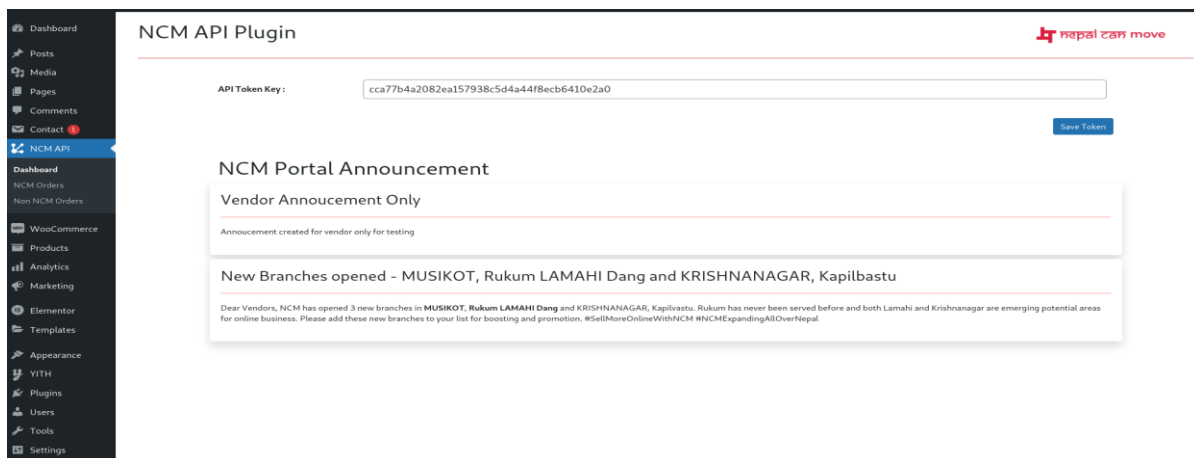 Dashboard
Posts
Media
Pages
Comments
Contact 1
NCM API
Dashboard
NCM Orders
Non NCM Orders
WooCommerce
Products
Analytics
Marketing
Elementor
Templates
Appearance
YITH
Plugins
Users
Tools
Settings
NCM API Plugin
nepal can move
API Token Key :
cca77b4a2082ea157938c5d4a44f8ecb6410e2a0
Save Token
NCM Portal Announcement
Vendor Annoucement Only
Annoucement created for vendor only for testing
New Branches opened - MUSIKOT, Rukum LAMAHI Dang and KRISHNANAGAR, Kapilbastu
Dear Vendors, NCM has opened 3 new branches in MUSIKOT, Rukum LAMAHI Dang and KRISHNANAGAR, Kapilvastu. Rukum has never been served before and both Lamahi and Krishnanagar are emerging potential areas
for online business. Please add these new branches to your list for boosting and promotion. #SellMoreOnlineWithNCM #NCMExpandingAllOverNepal